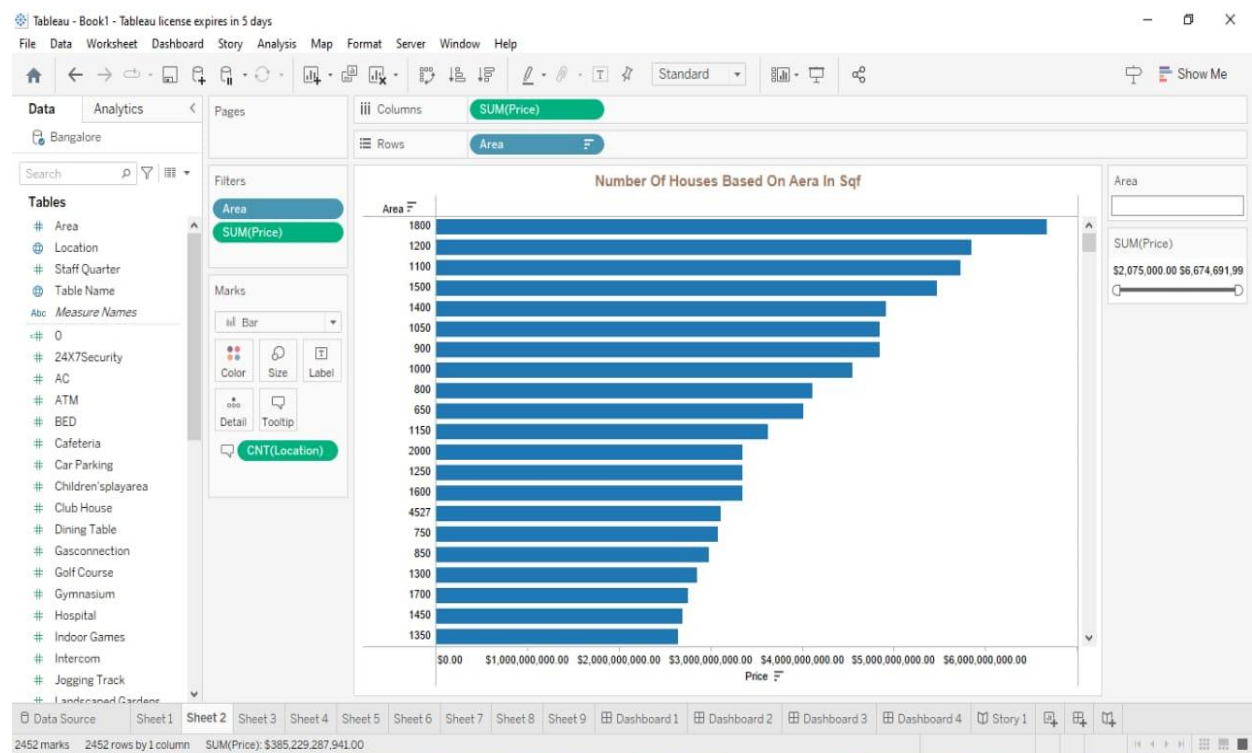 Tableau - Book1 - Tableau license expires in 5 days
File Data Worksheet Dashboard Story Analysis Map Format Server Window Help
Standard
Show Me
Data Analytics
Bangalore
Search
Tables
# Area
Location
# Staff Quarter
Table Name
Abc Measure Names
=# 0
# 24X7Security
# AC
# ATM
# BED
# Cafeteria
# Car Parking
# Children'splayarea
# Club House
# Dining Table
# Gasconnection
# Golf Course
# Gymnasium
# Hospital
# Indoor Games
# Intercom
# Jogging Track
# Landscaped Gardens
Pages
Filters
Area
SUM(Price)
Marks
Bar
Color Size Label
Detail Tooltip
CNT(Location)
Columns SUM(Price)
Rows Area
Number Of Houses Based On Aera In Sqf
Area
1800
1200
1100
1500
1400
1050
900
1000
800
650
1150
2000
1250
1600
4527
750
850
1300
1700
1450
1350
$0.00 $1,000,000,000.00 $2,000,000,000.00 $3,000,000,000.00 $4,000,000,000.00 $5,000,000,000.00 $6,000,000,000.00
Price
Area
SUM(Price)
$2,075,000.00 $6,674,691,99
Data Source Sheet 1 Sheet 2 Sheet 3 Sheet 4 Sheet 5 Sheet 6 Sheet 7 Sheet 8 Sheet 9 Dashboard 1 Dashboard 2 Dashboard 3 Dashboard 4 Story 1
2452 marks 2452 rows by 1 column SUM(Price): $385,229,287,941.00